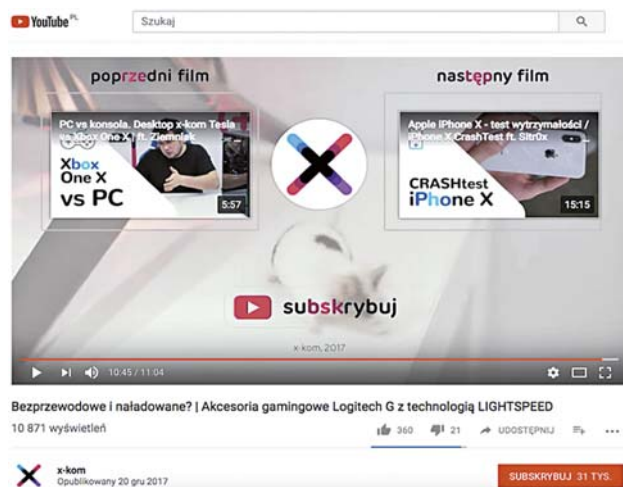 YouTube PL
Szukaj
poprzedni film
następny film
PC vs konsola. Desktop x-kom Tesla
vs Xbox One X | ft. Ziemniak
Xbox
One X
vs PC
5:57
Apple iPhone X - test wytrzymałości /
iPhone X CrashTest ft. Sitr0x
CRASHtest
iPhone X
15:15
subskrybuj
x-kom, 2017
10:45 / 11:04
Bezprzewodowe i naładowane? | Akcesoria gamingowe Logitech G z technologią LIGHTSPEED
10 871 wyświetleń
360
21
UDOSTĘPNIJ
x-kom
Opublikowany 20 gru 2017
SUBSKRYBUJ 31 TYS.